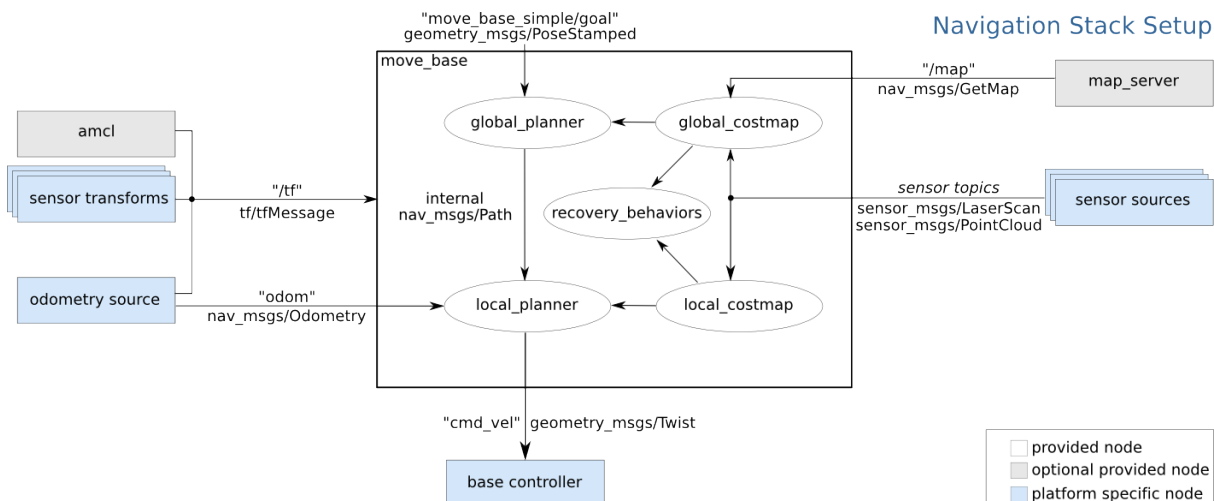 Navigation Stack Setup
"move_base_simple/goal"
geometry_msgs/PoseStamped
move_base
"/map"
nav_msgs/GetMap
map_server
amcl
global_planner
global_costmap
sensor transforms
"/tf"
tf/tfMessage
internal
nav_msgs/Path
recovery_behaviors
sensor topics
sensor_msgs/LaserScan
sensor_msgs/PointCloud
sensor sources
odometry source
"odom"
nav_msgs/Odometry
local_planner
local_costmap
"cmd_vel" geometry_msgs/Twist
base controller
provided node
optional provided node
platform specific node